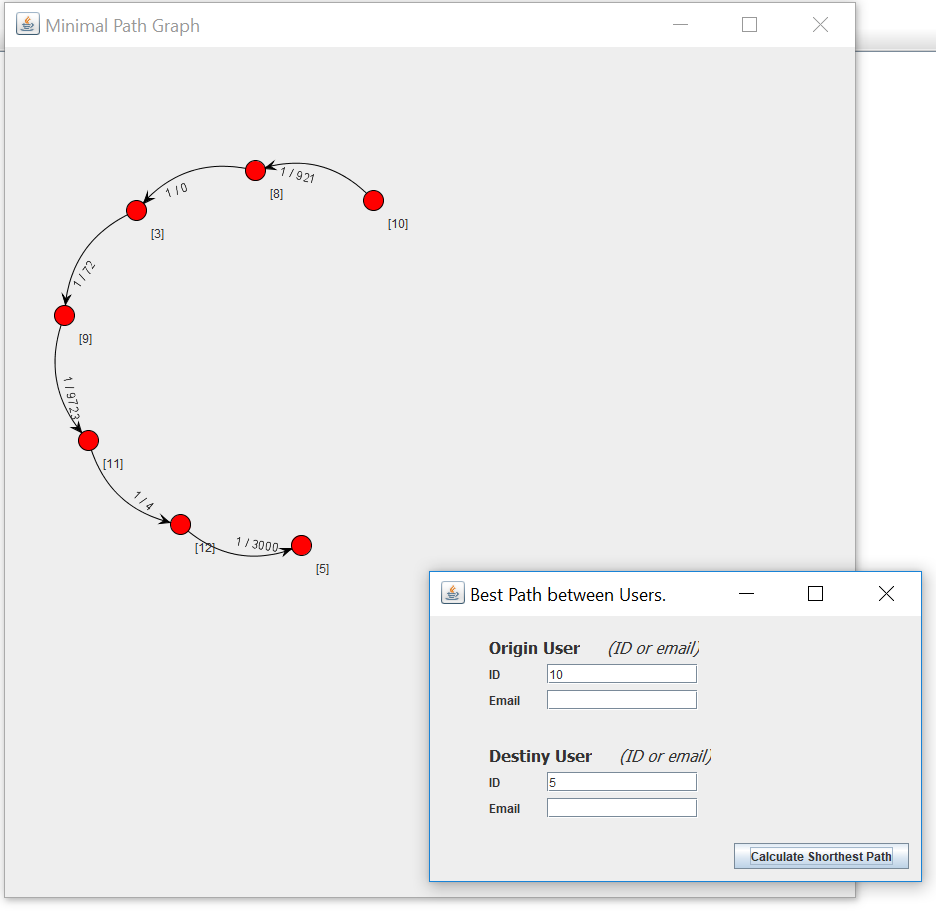 Minimal Path Graph
1 / 921
1 / 0
[8]
[10]
[3]
1 / 72
[9]
1 / 9723
[11]
1 / 4
[12]
1 / 3000
[5]
Best Path between Users.
Origin User (ID or email)
ID 10
Email
Destiny User (ID or email)
ID 5
Email
Calculate Shorthest Path